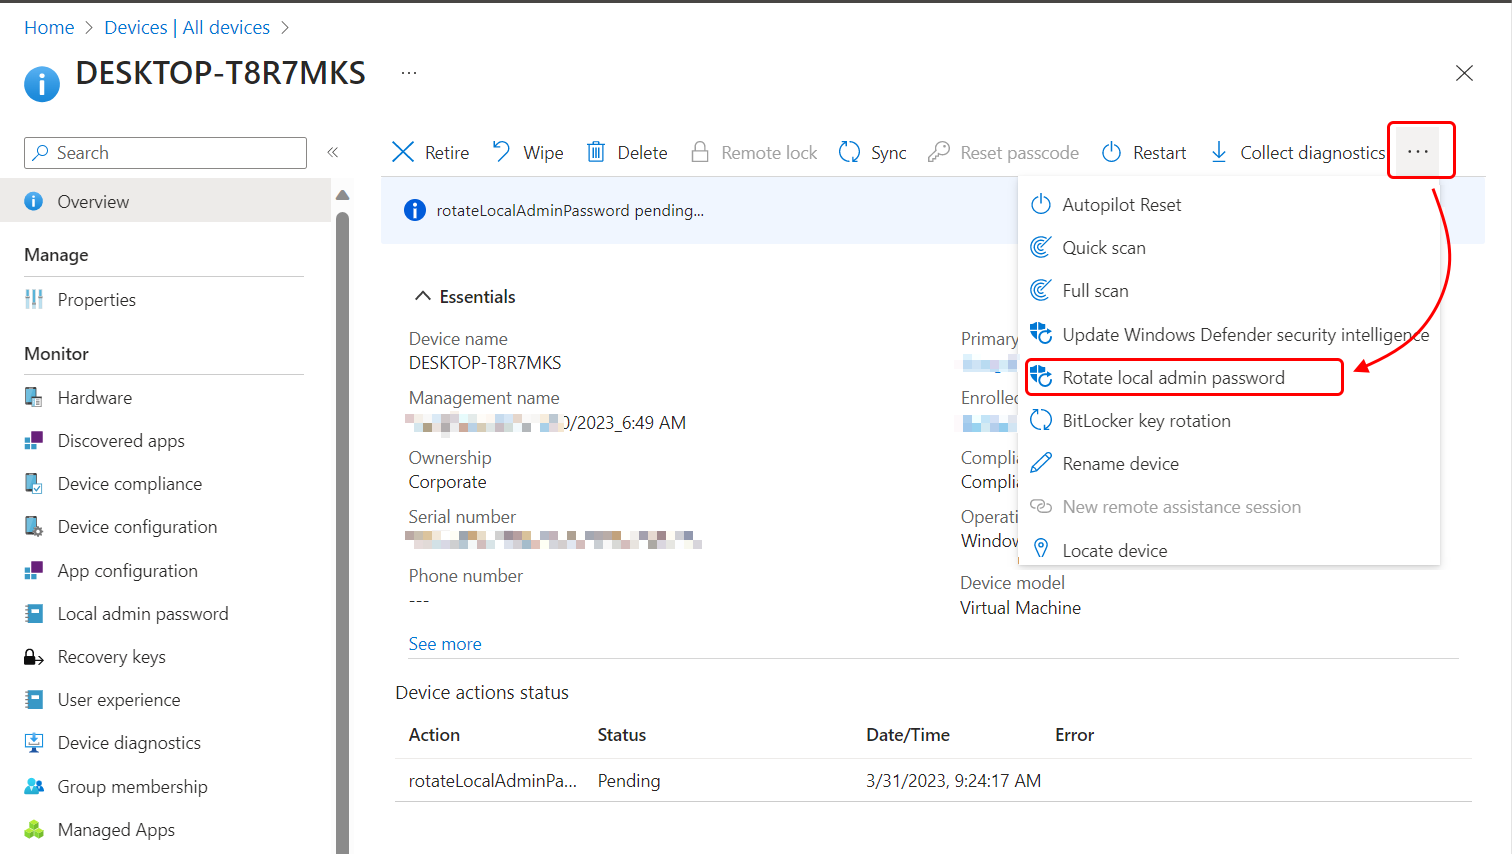 Home > Devices | All devices >
DESKTOP-T8R7MKS ...
Search «
Retire Wipe Delete Remote lock Sync Reset passcode Restart Collect diagnostics ...
Overview
rotateLocalAdminPassword pending...
Manage
Properties
Monitor
Hardware
Discovered apps
Device compliance
Device configuration
App configuration
Local admin password
Recovery keys
User experience
Device diagnostics
Group membership
Managed Apps
Autopilot Reset
Quick scan
Full scan
Update Windows Defender security intelligence
Rotate local admin password
BitLocker key rotation
Rename device
New remote assistance session
Locate device
Essentials
Device name
DESKTOP-T8R7MKS
Management name
0/2023_6:49 AM
Ownership
Corporate
Serial number
Phone number
---
See more
Primary
Enrolled
Compli
Compli
Operati
Window
Device model
Virtual Machine
Device actions status
Action Status Date/Time Error
rotateLocalAdminPa... Pending 3/31/2023, 9:24:17 AM